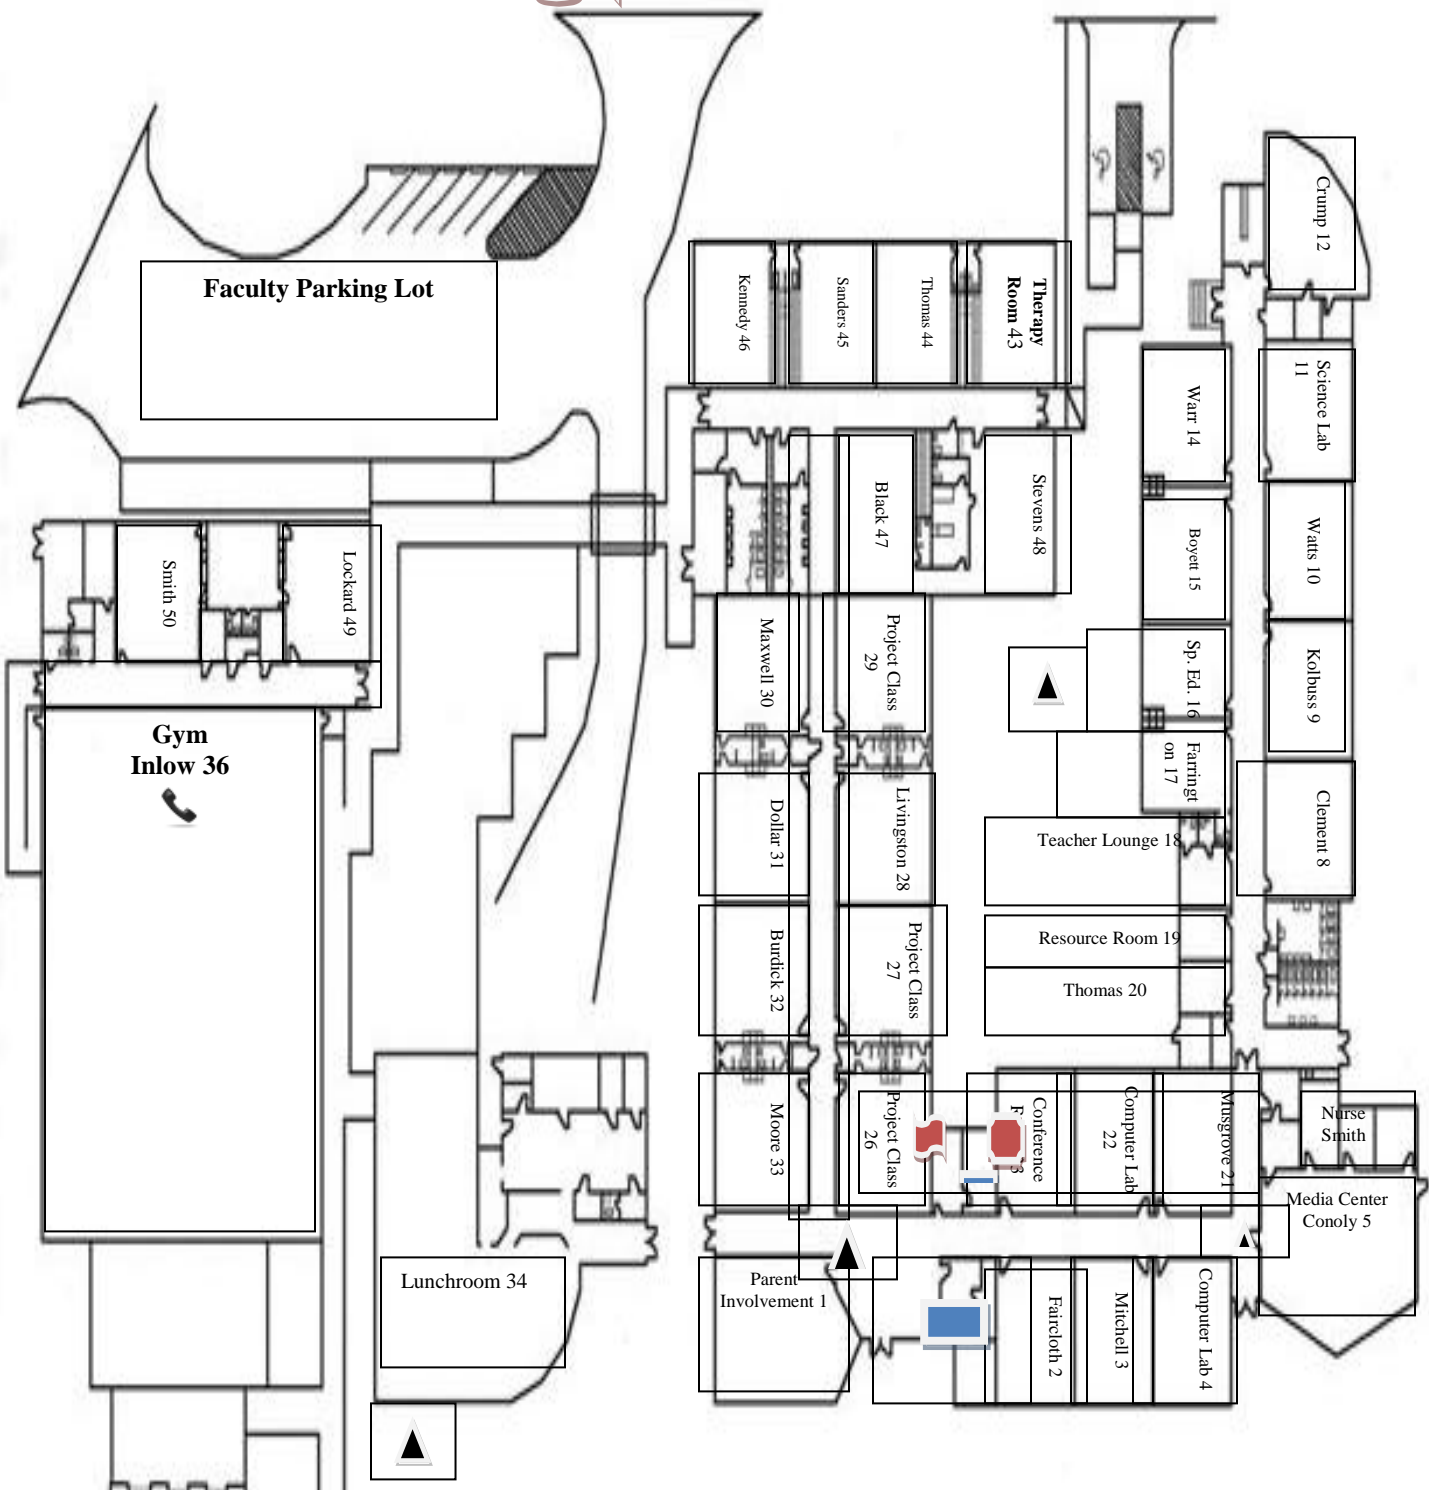 Faculty Parking Lot
Kennedy 46
Sanders 45
Thomas 44
Therapy
Room 43
Crump 12
Science Lab
11
Warr 14
Watts 10
Boyett 15
Black 47
Stevens 48
Lockard 49
Smith 50
Maxwell 30
Project Class
29
Sp. Ed. 16
Kolbuss 9
Gym
Inlow 36
Farringt
on 17
Dollar 31
Livingston 28
Teacher Lounge 18
Clement 8
Burdick 32
Project Class
27
Resource Room 19
Thomas 20
Moore 33
Project Class
26
Conference
Computer Lab
22
Musgrove 21
Nurse
Smith
Media Center
Conoly 5
Lunchroom 34
Parent
Involvement 1
Faircloth 2
Mitchell 3
Computer Lab 4